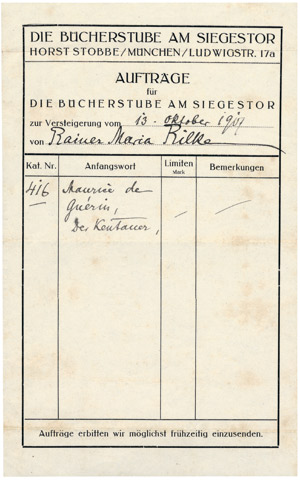 DIE BÜCHERSTUBE AM SIEGESTOR
HORST STOBBE/MÜNCHEN/LUDWIGSTR. 17a
AUFTRÄGE
für
DIE BÜCHERSTUBE AM SIEGESTOR
zur Versteigerung vom 13. Oktober
von Rainer Maria Rilke
Kat. Nr. Anfangswort Limiten Mark Bemerkungen
416 Maurice de — —
Guérin,
Der Kentauer,
Aufträge erbitten wir möglichst frühzeitig einzusenden.